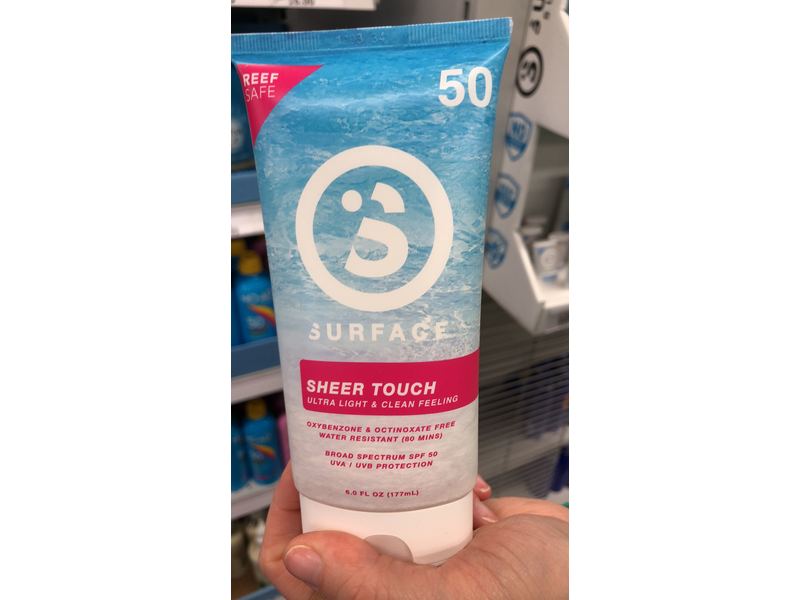 REEF
SAFE
50
S
SURFACE
SHEER TOUCH
ULTRA LIGHT & CLEAN FEELING
OXYBENZONE & OCTINOXATE FREE
WATER RESISTANT (80 MINS)
BROAD SPECTRUM SPF 50
UVA / UVB PROTECTION
6.0 FL OZ (177mL)